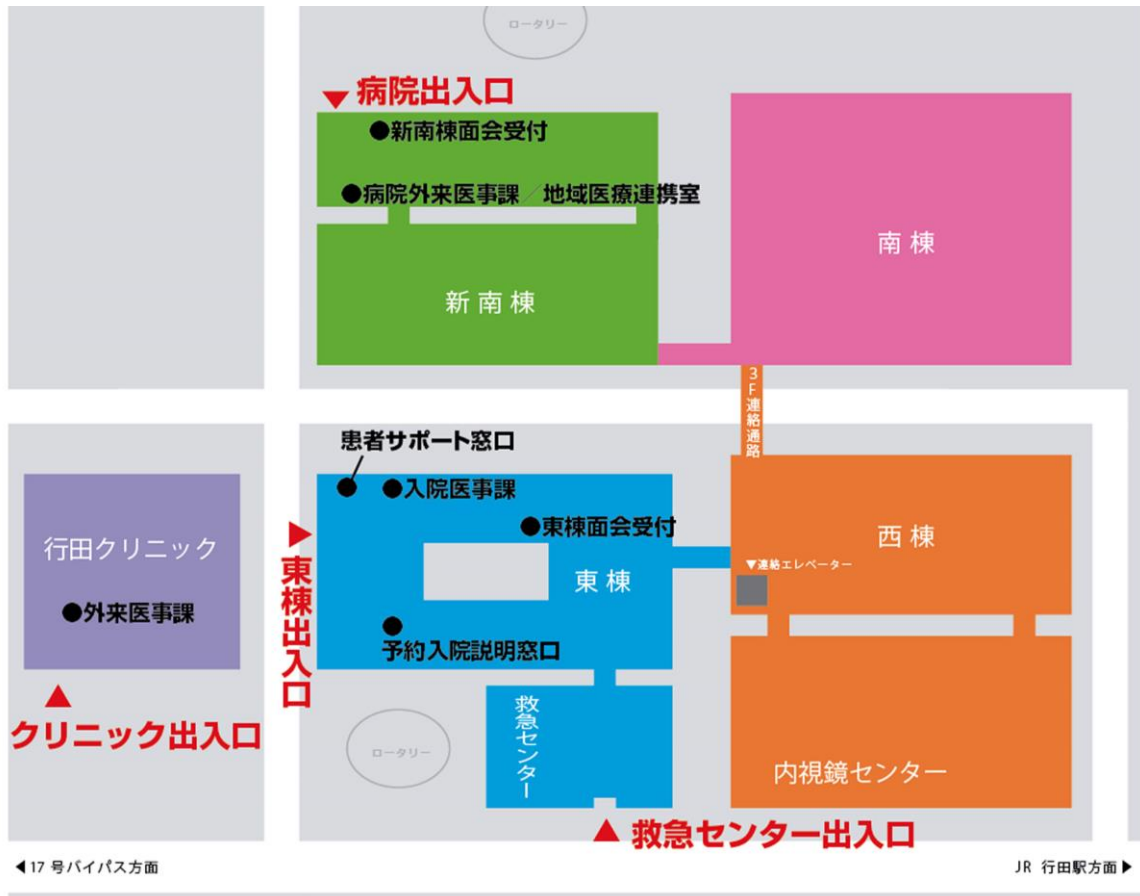 ロータリー
▼病院出入口
●新南棟面会受付
●病院外来医事課／地域医療連携室
新南棟
南棟
3F連絡通路
患者サポート窓口
●入院医事課
●東棟面会受付
東棟
●予約入院説明窓口
▶東棟出入口
行田クリニック
●外来医事課
▲クリニック出入口
西棟
▼連絡エレベーター
救急センター
ロータリー
内視鏡センター
▲救急センター出入口
◀17 号バイパス方面
JR 行田駅方面▶